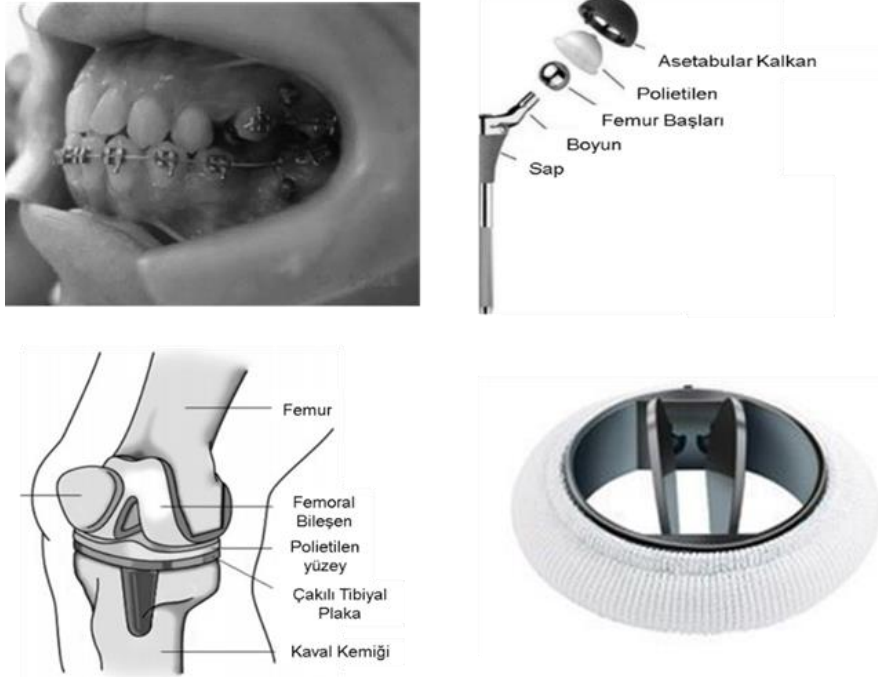 Asetabular Kalkan
Polietilen
Femur Başları
Boyun
Sap
Femur
Femoral
Bileşen
Polietilen
yüzey
Çakılı Tibiyal
Plaka
Kaval Kemiği